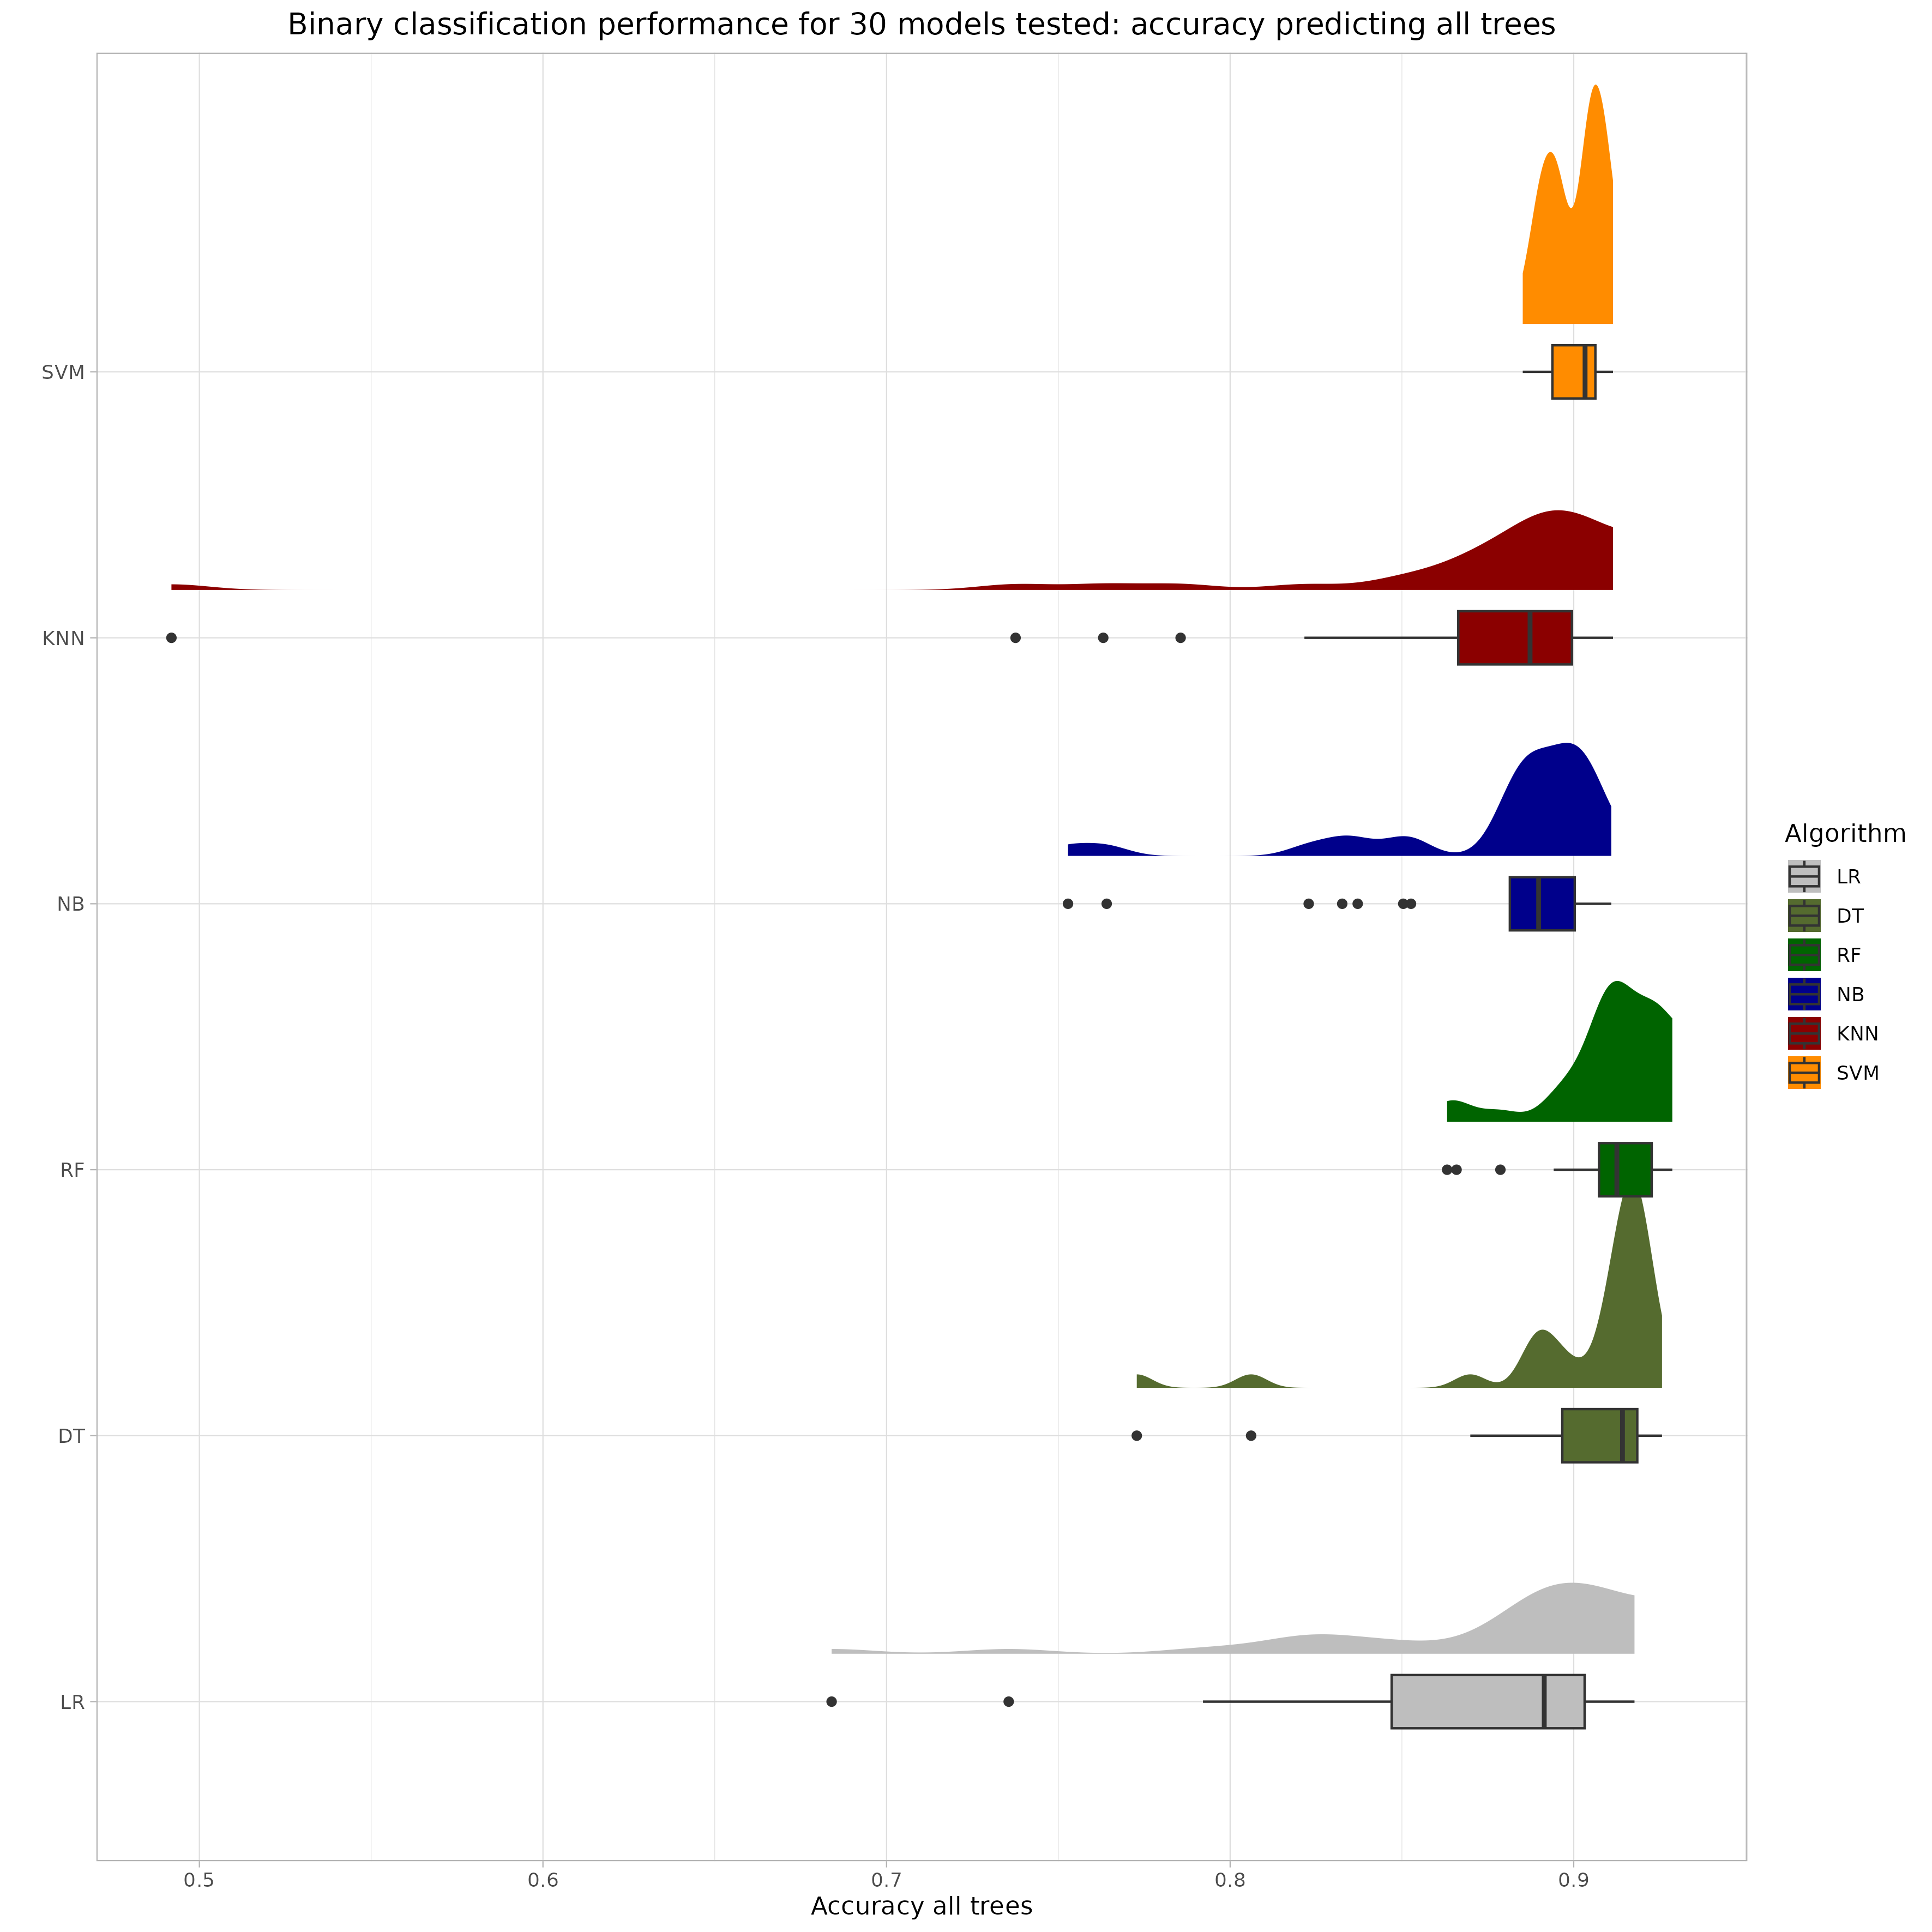 Binary classification performance for 30 models tested: accuracy predicting all trees
SVM
KNN
NB
RF
DT
LR
0.5 0.6 0.7 0.8 0.9
Accuracy all trees
Algorithm
LR
DT
RF
NB
KNN
SVM